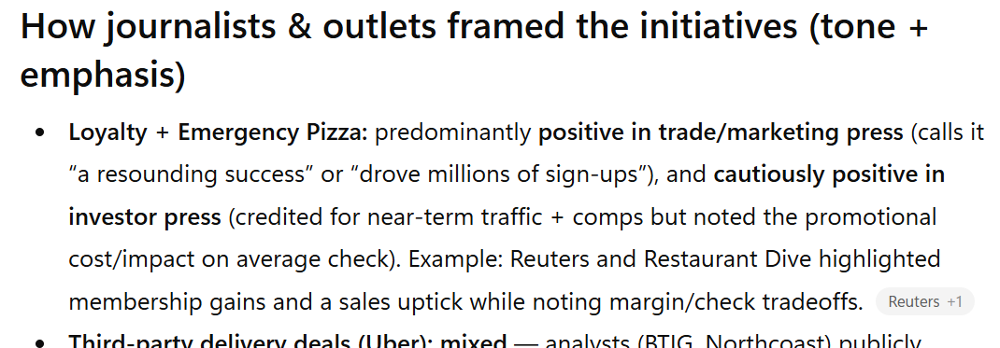 How journalists & outlets framed the initiatives (tone +
emphasis)
• Loyalty + Emergency Pizza: predominantly positive in trade/marketing press (calls it
“a resounding success” or “drove millions of sign-ups”), and cautiously positive in
investor press (credited for near-term traffic + comps but noted the promotional
cost/impact on average check). Example: Reuters and Restaurant Dive highlighted
membership gains and a sales uptick while noting margin/check tradeoffs. Reuters +1
• Third-party delivery deals (Uber): mixed — analysts (BTIG, Northcoast) publicly